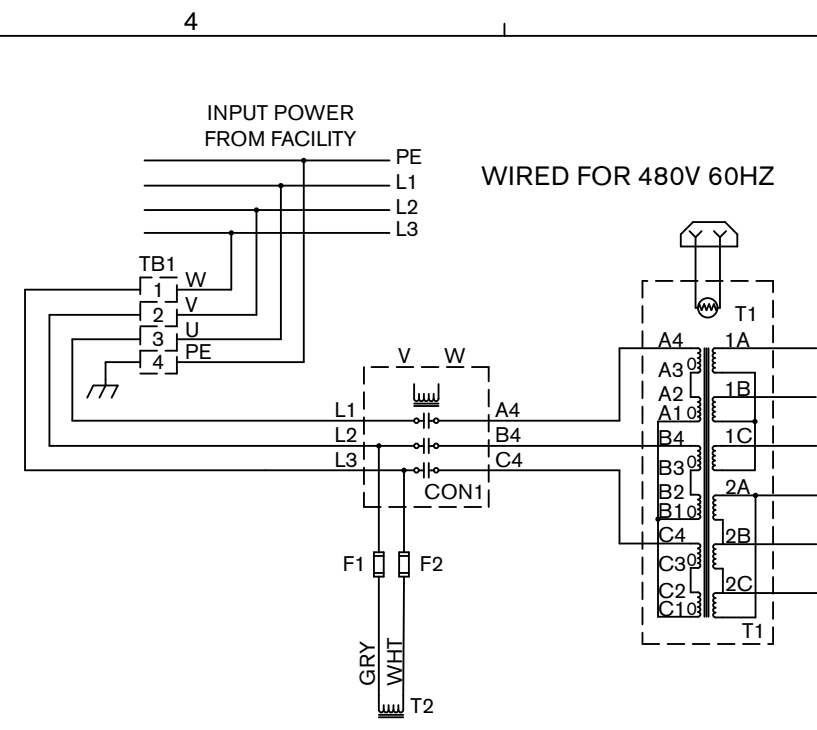 4
INPUT POWER
FROM FACILITY
PE
L1
L2
L3
WIRED FOR 480V 60HZ
TB1
1 W
2 V
3 U
4 PE
V W
L1 A4
L2 B4
L3 C4
CON1
F1 F2
GRY
WHT
T2
T1
A4 1A
A3
A2 1B
A1
B4 1C
B3
B2 2A
B1
C4 2B
C3
C2 2C
C1
T1